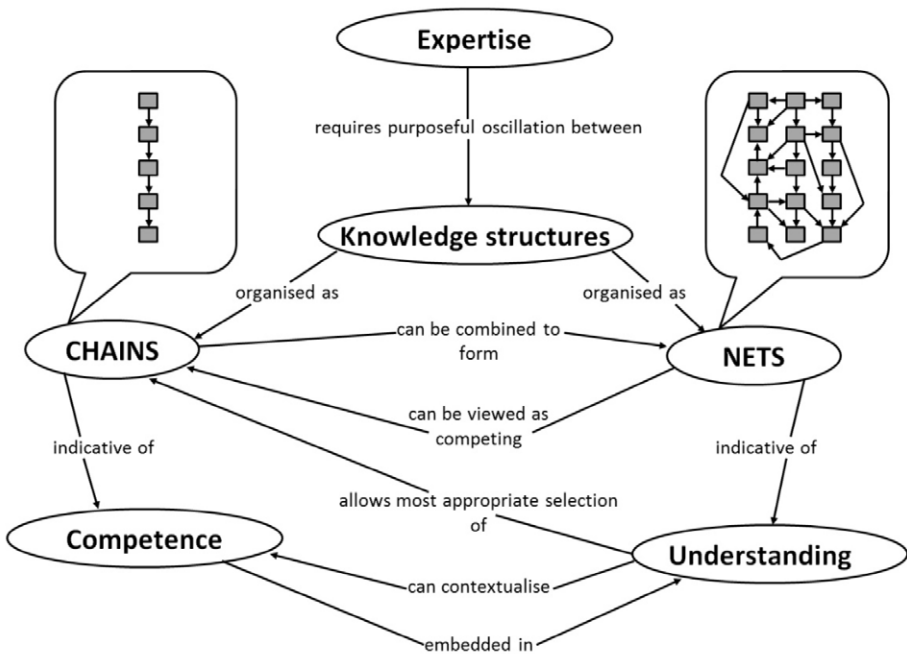 Expertise
requires purposeful oscillation between
Knowledge structures
organised as
organised as
CHAINS
can be combined to
form
NETS
can be viewed as
competing
indicative of
indicative of
allows most appropriate selection
of
Competence
Understanding
can contextualise
embedded in